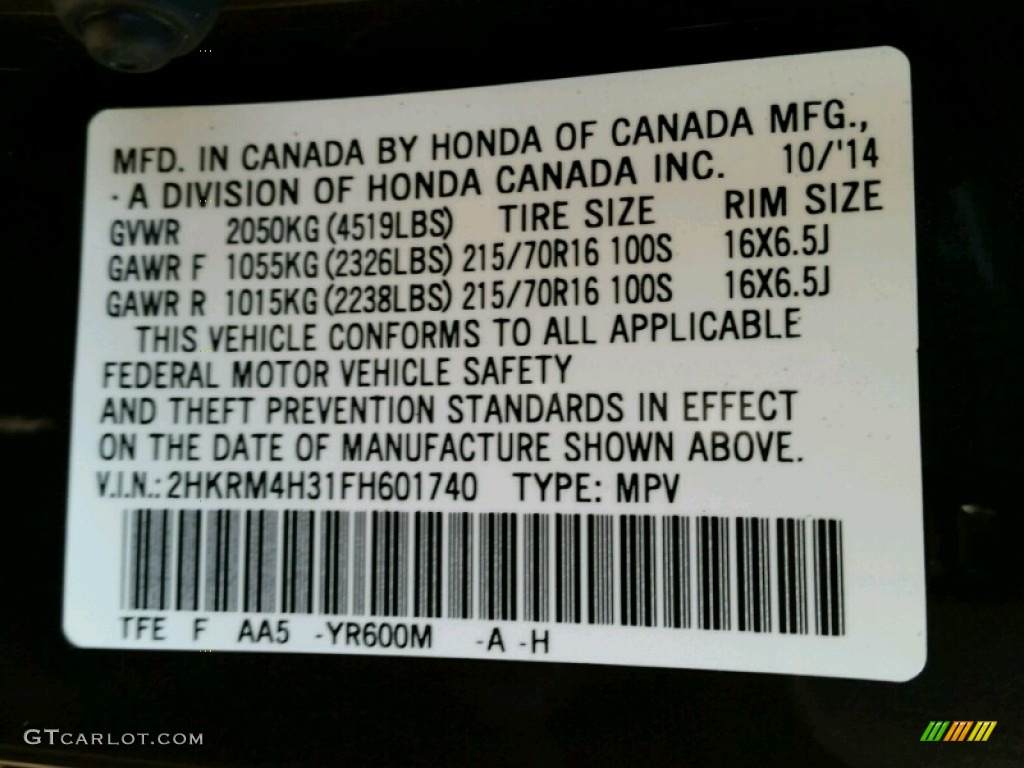 MFD. IN CANADA BY HONDA OF CANADA MFG.,
· A DIVISION OF HONDA CANADA INC. 10/'14
GVWR 2050KG (4519LBS) TIRE SIZE RIM SIZE
GAWR F 1055KG (2326LBS) 215/70R16 100S 16X6.5J
GAWR R 1015KG (2238LBS) 215/70R16 100S 16X6.5J
THIS VEHICLE CONFORMS TO ALL APPLICABLE
FEDERAL MOTOR VEHICLE SAFETY
AND THEFT PREVENTION STANDARDS IN EFFECT
ON THE DATE OF MANUFACTURE SHOWN ABOVE.
V.I.N.: 2HKRM4H31FH601740 TYPE: MPV
TFE F AA5 -YR600M -A -H
GTCARLOT.COM